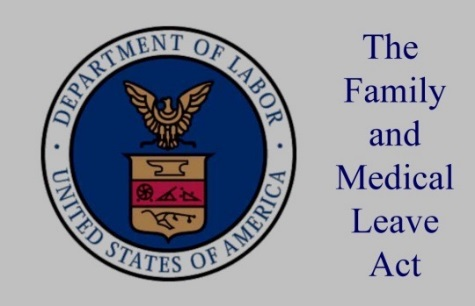 DEPARTMENT OF LABOR
UNITED STATES OF AMERICA
The
Family
and
Medical
Leave
Act